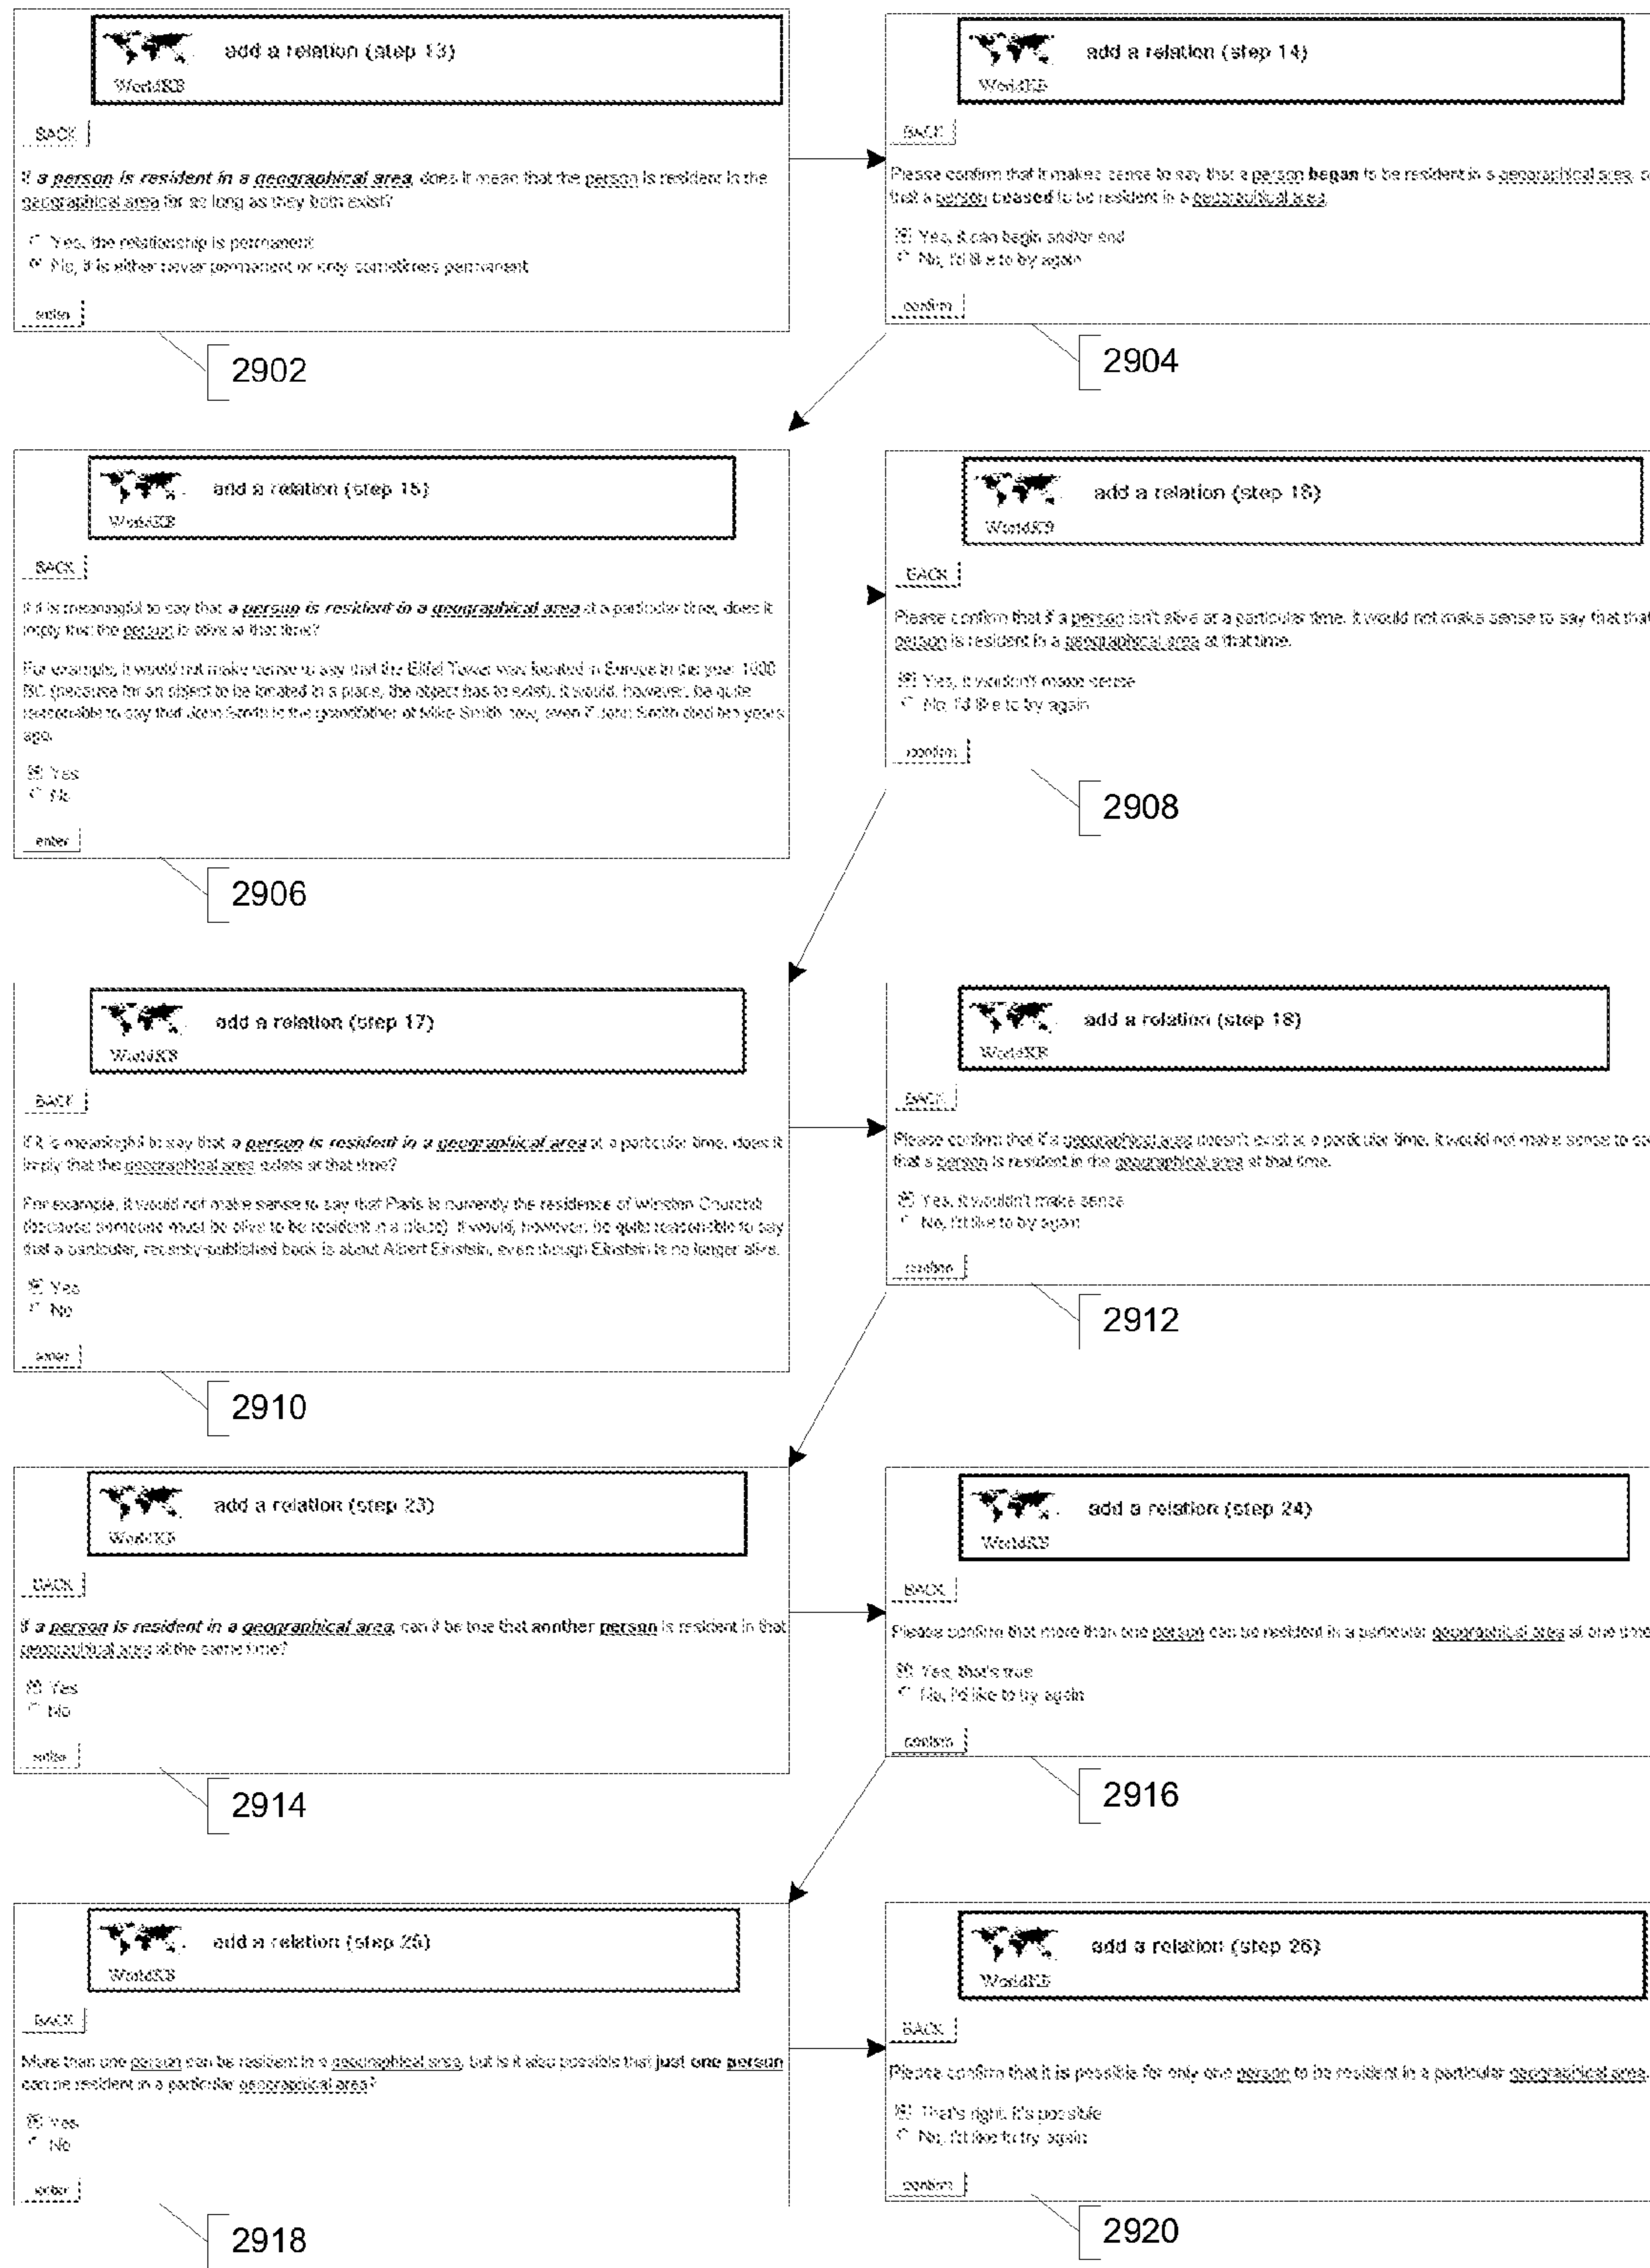 add a relation (step 13)
WorldKB
BACK
If a person is resident in a geographical area, does it mean that the person is resident in the
geographical area for as long as they both exist?
Yes, the relationship is permanent
No, it is either never permanent or only sometimes permanent
enter
2902
add a relation (step 14)
WorldKB
BACK
Please confirm that it makes sense to say that a person began to be resident in a geographical area,
that a person ceased to be resident in a geographical area.
Yes, it can begin and/or end
No, I'd like to try again
confirm
2904
add a relation (step 15)
WorldKB
BACK
If it is meaningful to say that a person is resident in a geographical area at a particular time, does it
imply that the person is alive at that time?
For example, it would not make sense to say that the Eiffel Tower was located in Europe in the year 1000
BC (because for an object to be located in a place, the object has to exist). It would, however, be quite
reasonable to say that John Smith is the grandfather of Mike Smith now, even if John Smith died ten years
ago.
Yes
No
enter
2906
add a relation (step 16)
WorldKB
BACK
Please confirm that if a person isn't alive at a particular time, it would not make sense to say that that
person is resident in a geographical area at that time.
Yes, it wouldn't make sense
No, I'd like to try again
confirm
2908
add a relation (step 17)
WorldKB
BACK
If it is meaningful to say that a person is resident in a geographical area at a particular time, does it
imply that the geographical area exists at that time?
For example, it would not make sense to say that Paris is currently the residence of Winston Churchill
(because someone must be alive to be resident in a place). It would, however, be quite reasonable to say
that a particular, recently-published book is about Albert Einstein, even though Einstein is no longer alive.
Yes
No
enter
2910
add a relation (step 18)
WorldKB
BACK
Please confirm that if a geographical area doesn't exist at a particular time, it would not make sense to
that a person is resident in the geographical area at that time.
Yes, it wouldn't make sense
No, I'd like to try again
confirm
2912
add a relation (step 23)
WorldKB
BACK
If a person is resident in a geographical area, can it be true that another person is resident in that
geographical area at the same time?
Yes
No
enter
2914
add a relation (step 24)
WorldKB
BACK
Please confirm that more than one person can be resident in a particular geographical area at one time
Yes, that's true
No, I'd like to try again
confirm
2916
add a relation (step 25)
WorldKB
BACK
More than one person can be resident in a geographical area, but is it also possible that just one person
can be resident in a particular geographical area?
Yes
No
enter
2918
add a relation (step 26)
WorldKB
BACK
Please confirm that it is possible for only one person to be resident in a particular geographical area.
That's right, it's possible
No, I'd like to try again
confirm
2920